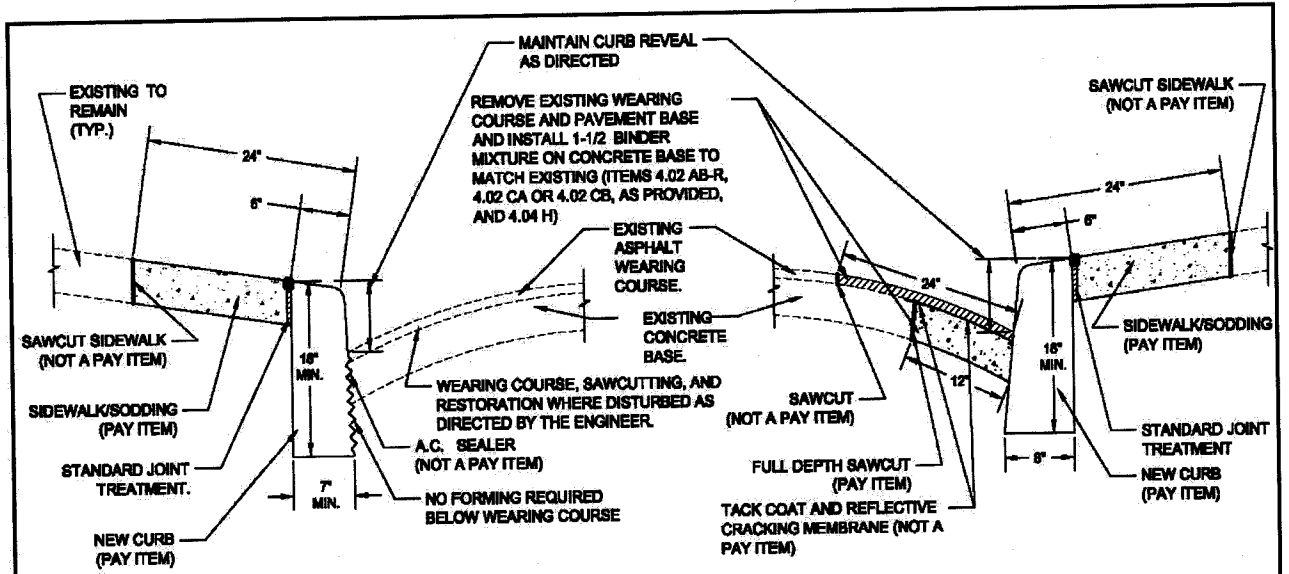 MAINTAIN CURB REVEAL
AS DIRECTED
EXISTING TO
REMAIN
(TYP.)
24"
6"
REMOVE EXISTING WEARING
COURSE AND PAVEMENT BASE
AND INSTALL 1-1/2 BINDER
MIXTURE ON CONCRETE BASE TO
MATCH EXISTING (ITEMS 4.02 AB-R,
4.02 CA OR 4.02 CB, AS PROVIDED,
AND 4.04 H)
SAWCUT SIDEWALK
(NOT A PAY ITEM)
24"
6"
EXISTING
ASPHALT
WEARING
COURSE.
24"
EXISTING
CONCRETE
BASE.
SAWCUT SIDEWALK
(NOT A PAY ITEM)
18"
MIN.
SIDEWALK/SODDING
(PAY ITEM)
STANDARD JOINT
TREATMENT.
7"
MIN.
NEW CURB
(PAY ITEM)
WEARING COURSE, SAWCUTTING, AND
RESTORATION WHERE DISTURBED AS
DIRECTED BY THE ENGINEER.
A.C. SEALER
(NOT A PAY ITEM)
NO FORMING REQUIRED
BELOW WEARING COURSE
12"
SAWCUT
(NOT A PAY ITEM)
FULL DEPTH SAWCUT
(PAY ITEM)
TACK COAT AND REFLECTIVE
CRACKING MEMBRANE (NOT A
PAY ITEM)
18"
MIN.
8"
SIDEWALK/SODDING
(PAY ITEM)
STANDARD JOINT
TREATMENT
NEW CURB
(PAY ITEM)